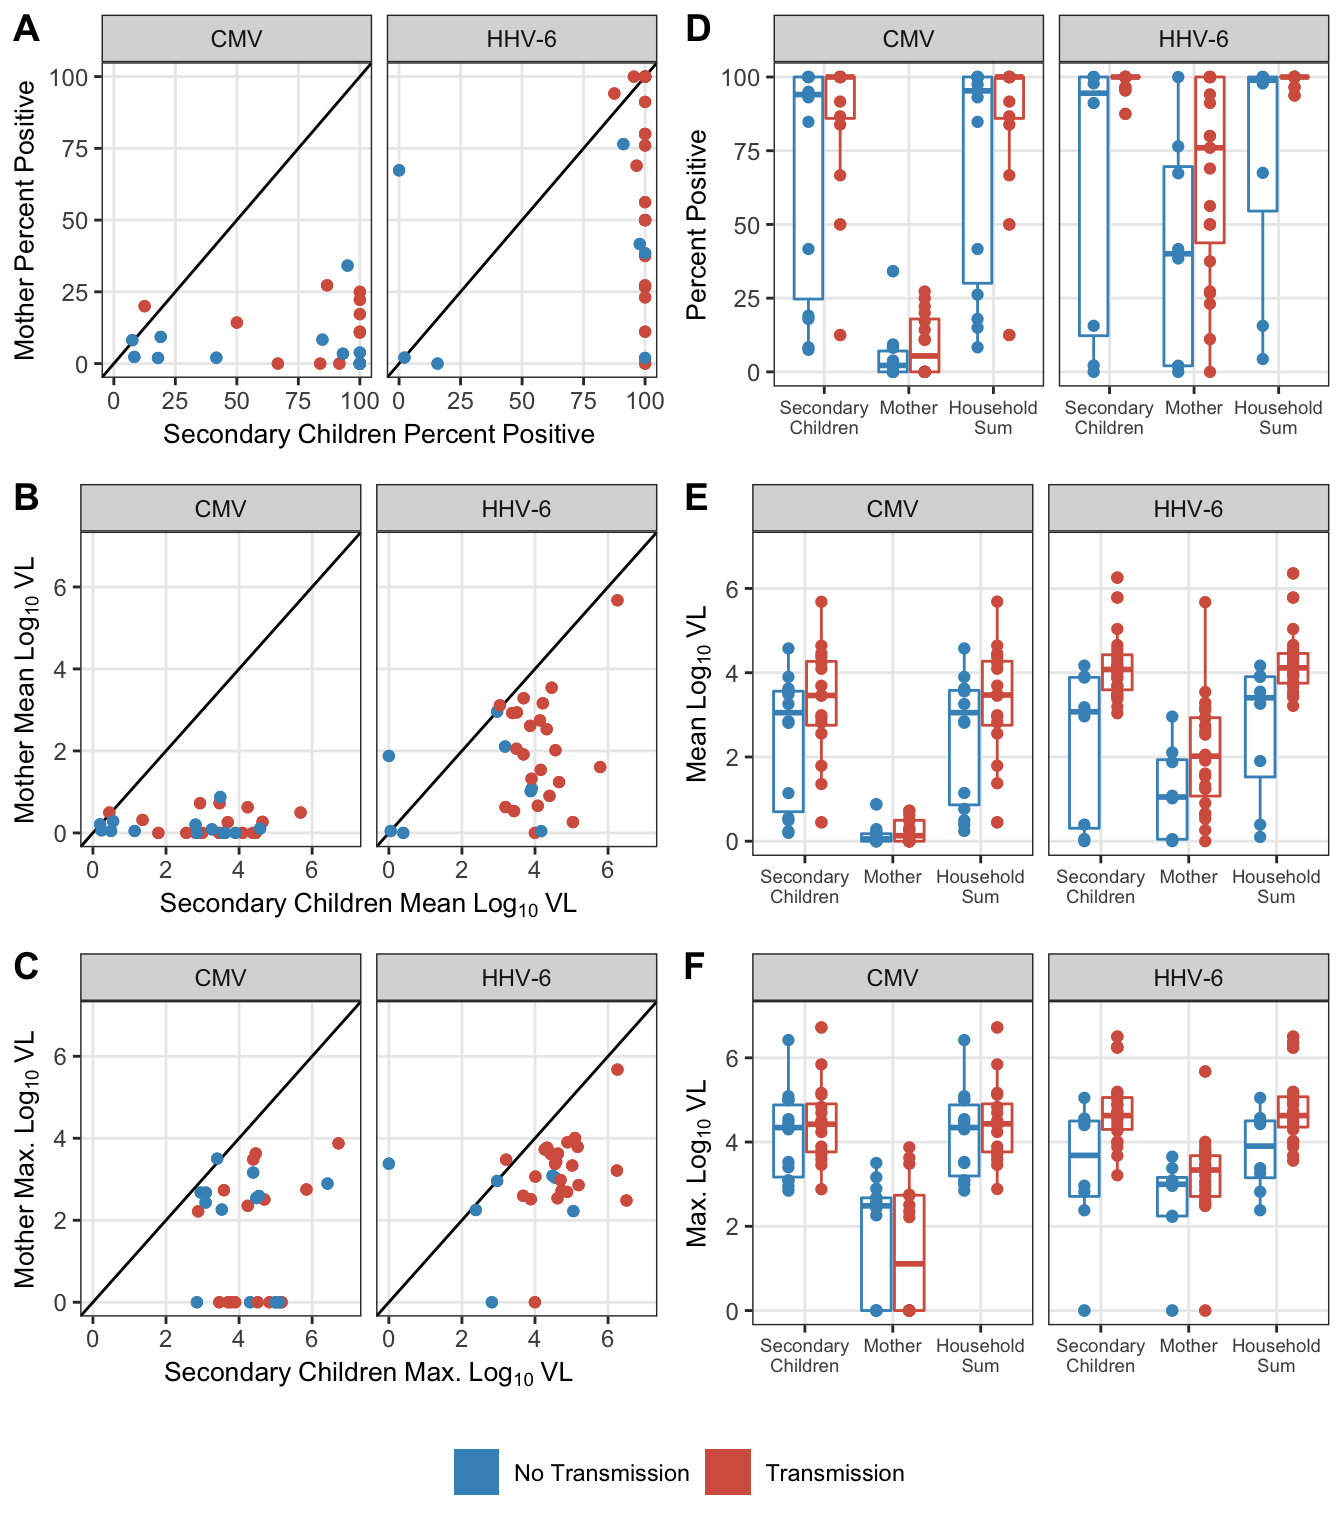 A
CMV
HHV-6
Mother Percent Positive
100
75
50
25
0
0 25 50 75 100
0 25 50 75 100
Secondary Children Percent Positive
D
CMV
HHV-6
Percent Positive
100
75
50
25
0
Secondary
Children
Mother
Household
Sum
Secondary
Children
Mother
Household
Sum
B
CMV
HHV-6
Mother Mean Log10 VL
6
4
2
0
0 2 4 6
0 2 4 6
Secondary Children Mean Log10 VL
E
CMV
HHV-6
Mean Log10 VL
6
4
2
0
Secondary
Children
Mother
Household
Sum
Secondary
Children
Mother
Household
Sum
C
CMV
HHV-6
Mother Max. Log10 VL
6
4
2
0
0 2 4 6
0 2 4 6
Secondary Children Max. Log10 VL
F
CMV
HHV-6
Max. Log10 VL
6
4
2
0
Secondary
Children
Mother
Household
Sum
Secondary
Children
Mother
Household
Sum
No Transmission
Transmission